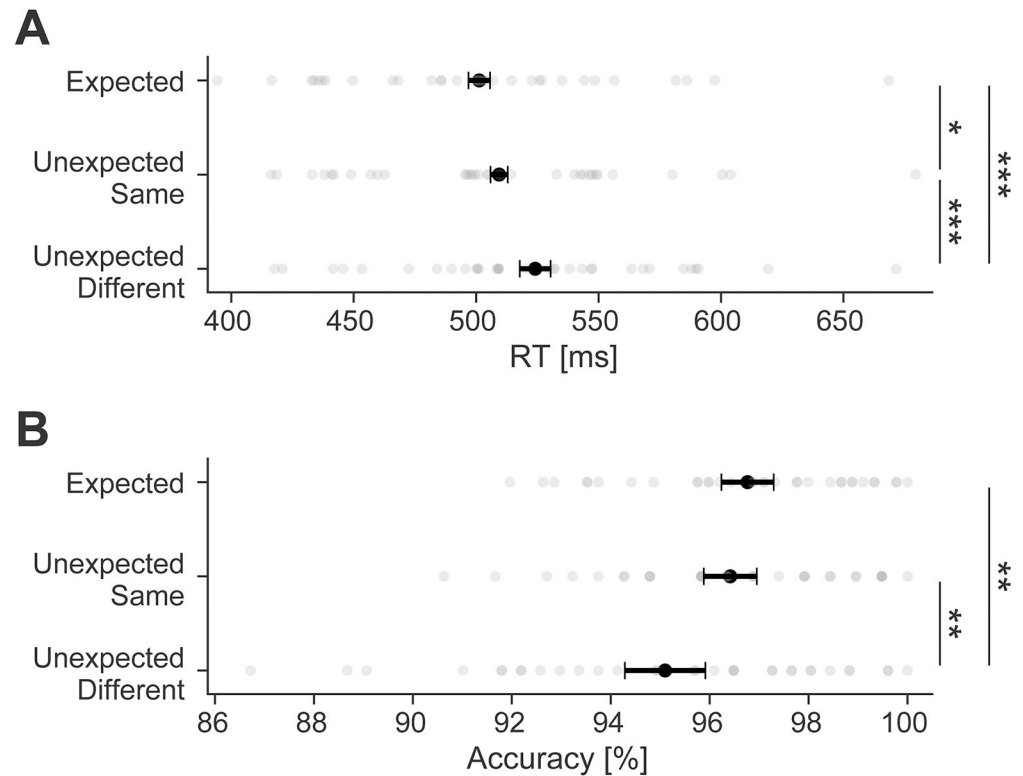 A
Expected
Unexpected
Same
Unexpected
Different
*
***
***
400 450 500 550 600 650
RT [ms]
B
Expected
Unexpected
Same
Unexpected
Different
**
**
86 88 90 92 94 96 98 100
Accuracy [%]